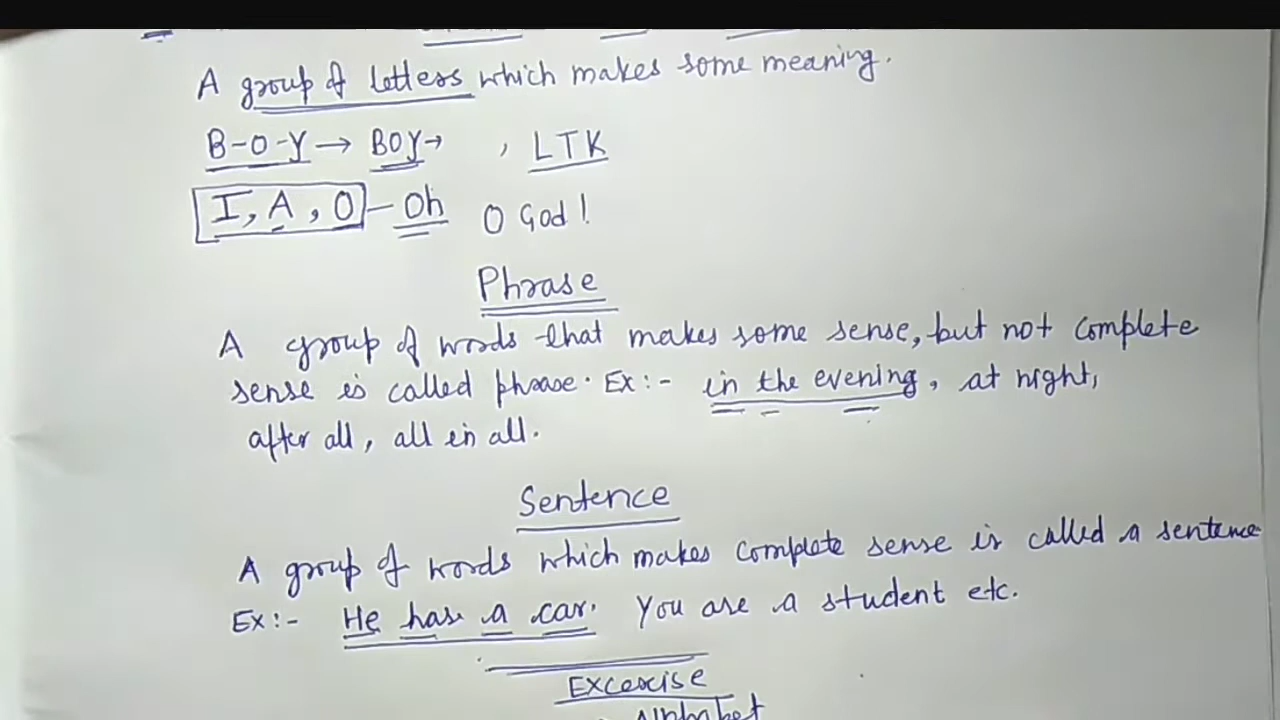 A group of letters which makes some meaning.
B-O-Y → BOY → , LTK
I, A, O - Oh O God!
Phrase
A group of words that makes some sense, but not complete
sense is called phrase. Ex:- in the evening, at night,
after all, all in all.
Sentence
A group of words which makes complete sense is called a sentence
Ex:- He has a car. You are a student etc.
Excercise
Alphabet